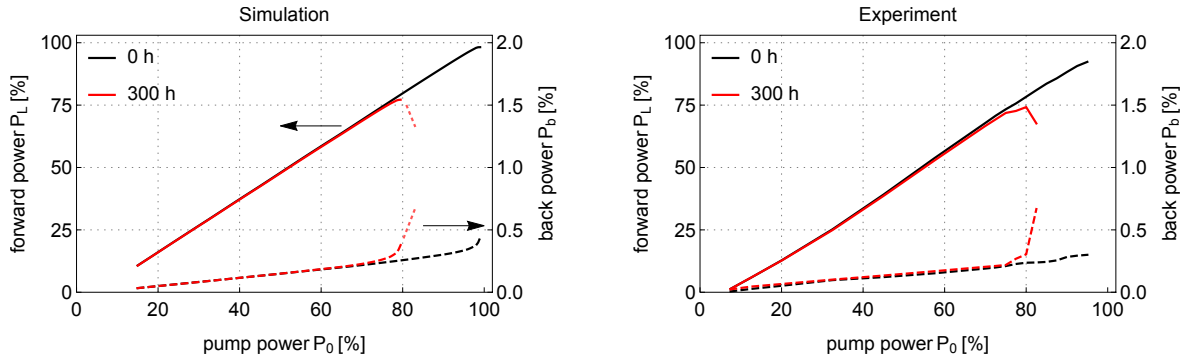 Simulation
100
75
50
25
0
0 h
300 h
2.0
1.5
1.0
0.5
0.0
0 20 40 60 80 100
forward power P_L [%]
back power P_b [%]
pump power P_0 [%]
Experiment
100
75
50
25
0
0 h
300 h
2.0
1.5
1.0
0.5
0.0
0 20 40 60 80 100
forward power P_L [%]
back power P_b [%]
pump power P_0 [%]